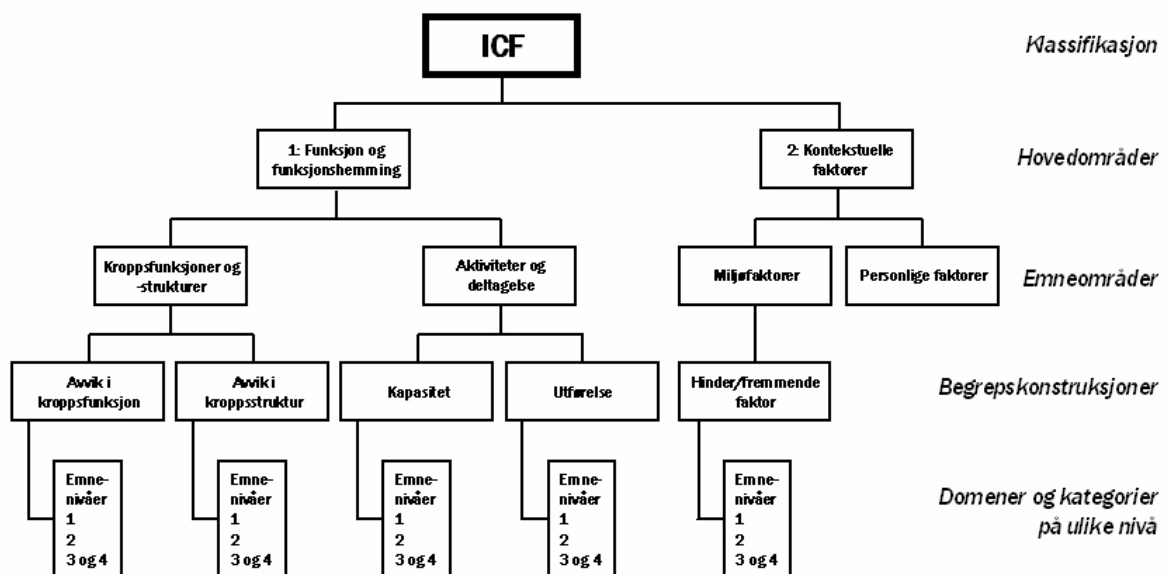 ICF
Klassifikasjon
1: Funksjon og
funksjonshemming
2: Kontekstuelle
faktorer
Hovedområder
Kroppsfunksjoner og
-strukturer
Aktiviteter og
deltagelse
Miljøfaktorer
Personlige faktorer
Emneområder
Avvik i
kroppsfunksjon
Avvik i
kroppsstruktur
Kapasitet
Utførelse
Hinder/fremmende
faktor
Begrepskonstruksjoner
Emne-
nivåer
1
2
3 og 4
Emne-
nivåer
1
2
3 og 4
Emne-
nivåer
1
2
3 og 4
Emne-
nivåer
1
2
3 og 4
Emne-
nivåer
1
2
3 og 4
Domener og kategorier
på ulike nivå